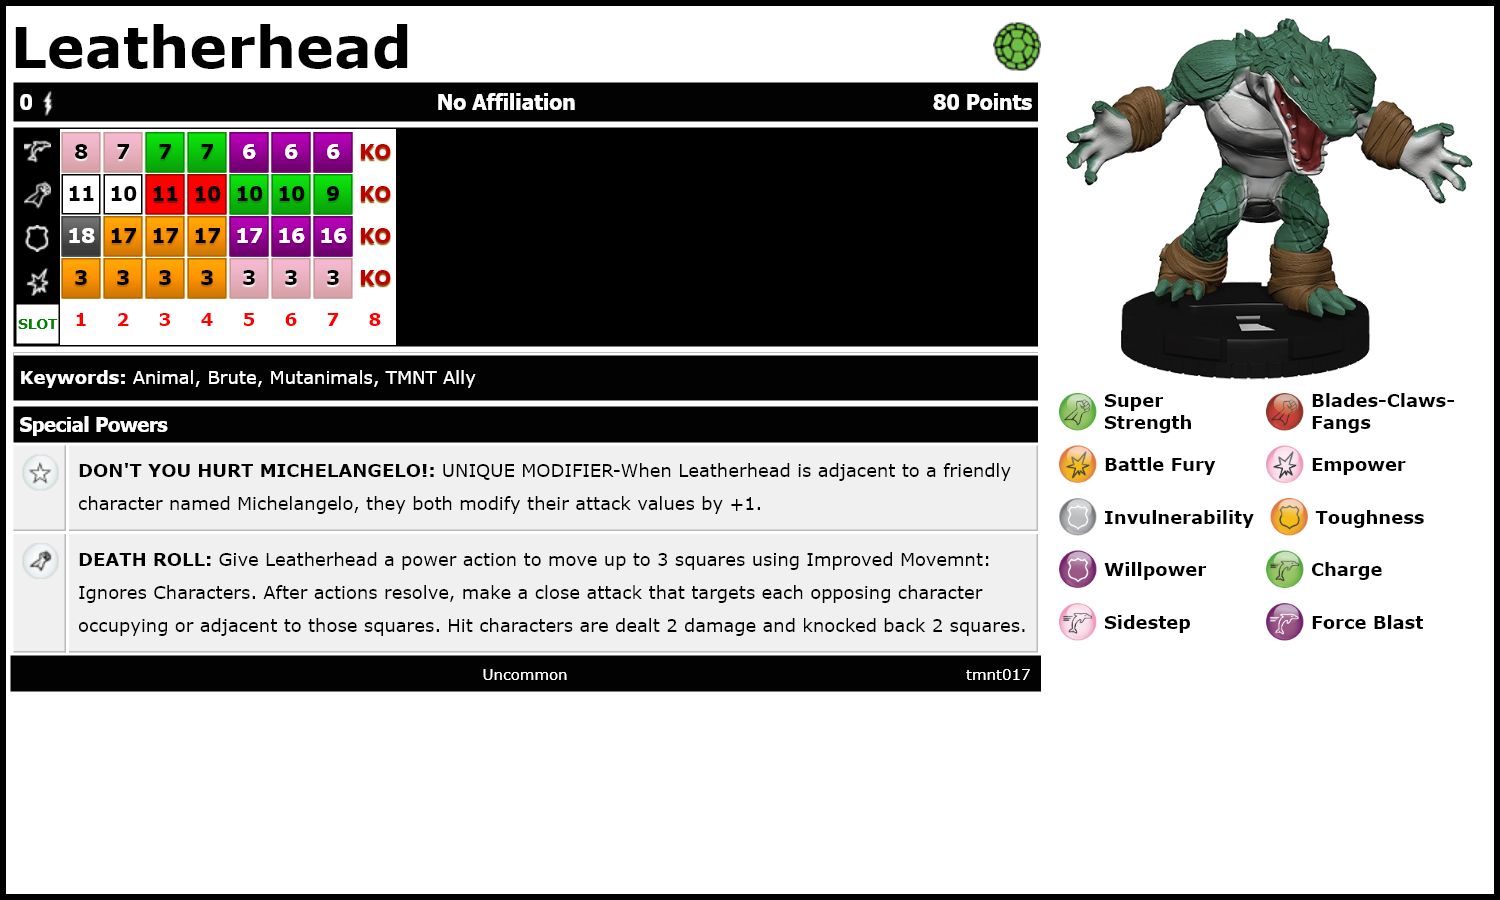 Leatherhead
0 No Affiliation 80 Points
8 7 7 7 6 6 6 KO
11 10 11 10 10 10 9 KO
18 17 17 17 17 16 16 KO
3 3 3 3 3 3 3 KO
SLOT 1 2 3 4 5 6 7 8
Keywords: Animal, Brute, Mutanimals, TMNT Ally
Special Powers
DON'T YOU HURT MICHELANGELO!: UNIQUE MODIFIER-When Leatherhead is adjacent to a friendly
character named Michelangelo, they both modify their attack values by +1.
DEATH ROLL: Give Leatherhead a power action to move up to 3 squares using Improved Movemnt:
Ignores Characters. After actions resolve, make a close attack that targets each opposing character
occupying or adjacent to those squares. Hit characters are dealt 2 damage and knocked back 2 squares.
Uncommon tmnt017
Super
Strength
Blades-Claws-
Fangs
Battle Fury
Empower
Invulnerability
Toughness
Willpower
Charge
Sidestep
Force Blast